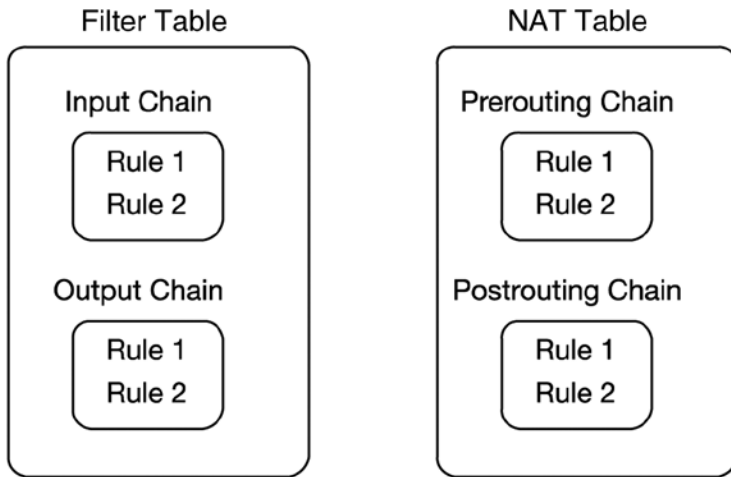 Filter Table
Input Chain
Rule 1
Rule 2
Output Chain
Rule 1
Rule 2
NAT Table
Prerouting Chain
Rule 1
Rule 2
Postrouting Chain
Rule 1
Rule 2